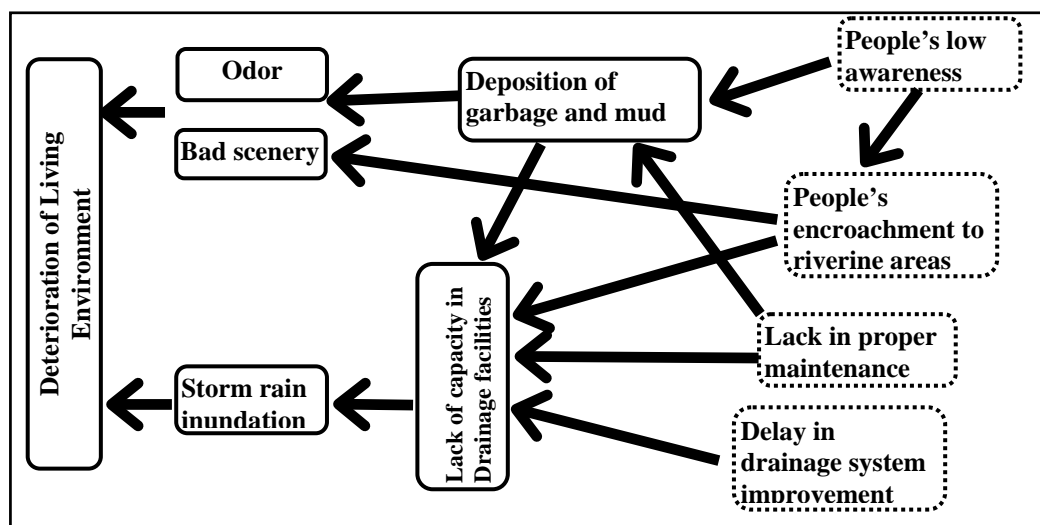 Deterioration of Living
Environment
Odor
Bad scenery
Storm rain
inundation
Deposition of
garbage and mud
Lack of capacity in
Drainage facilities
People’s low
awareness
People’s
encroachment to
riverine areas
Lack in proper
maintenance
Delay in
drainage system
improvement